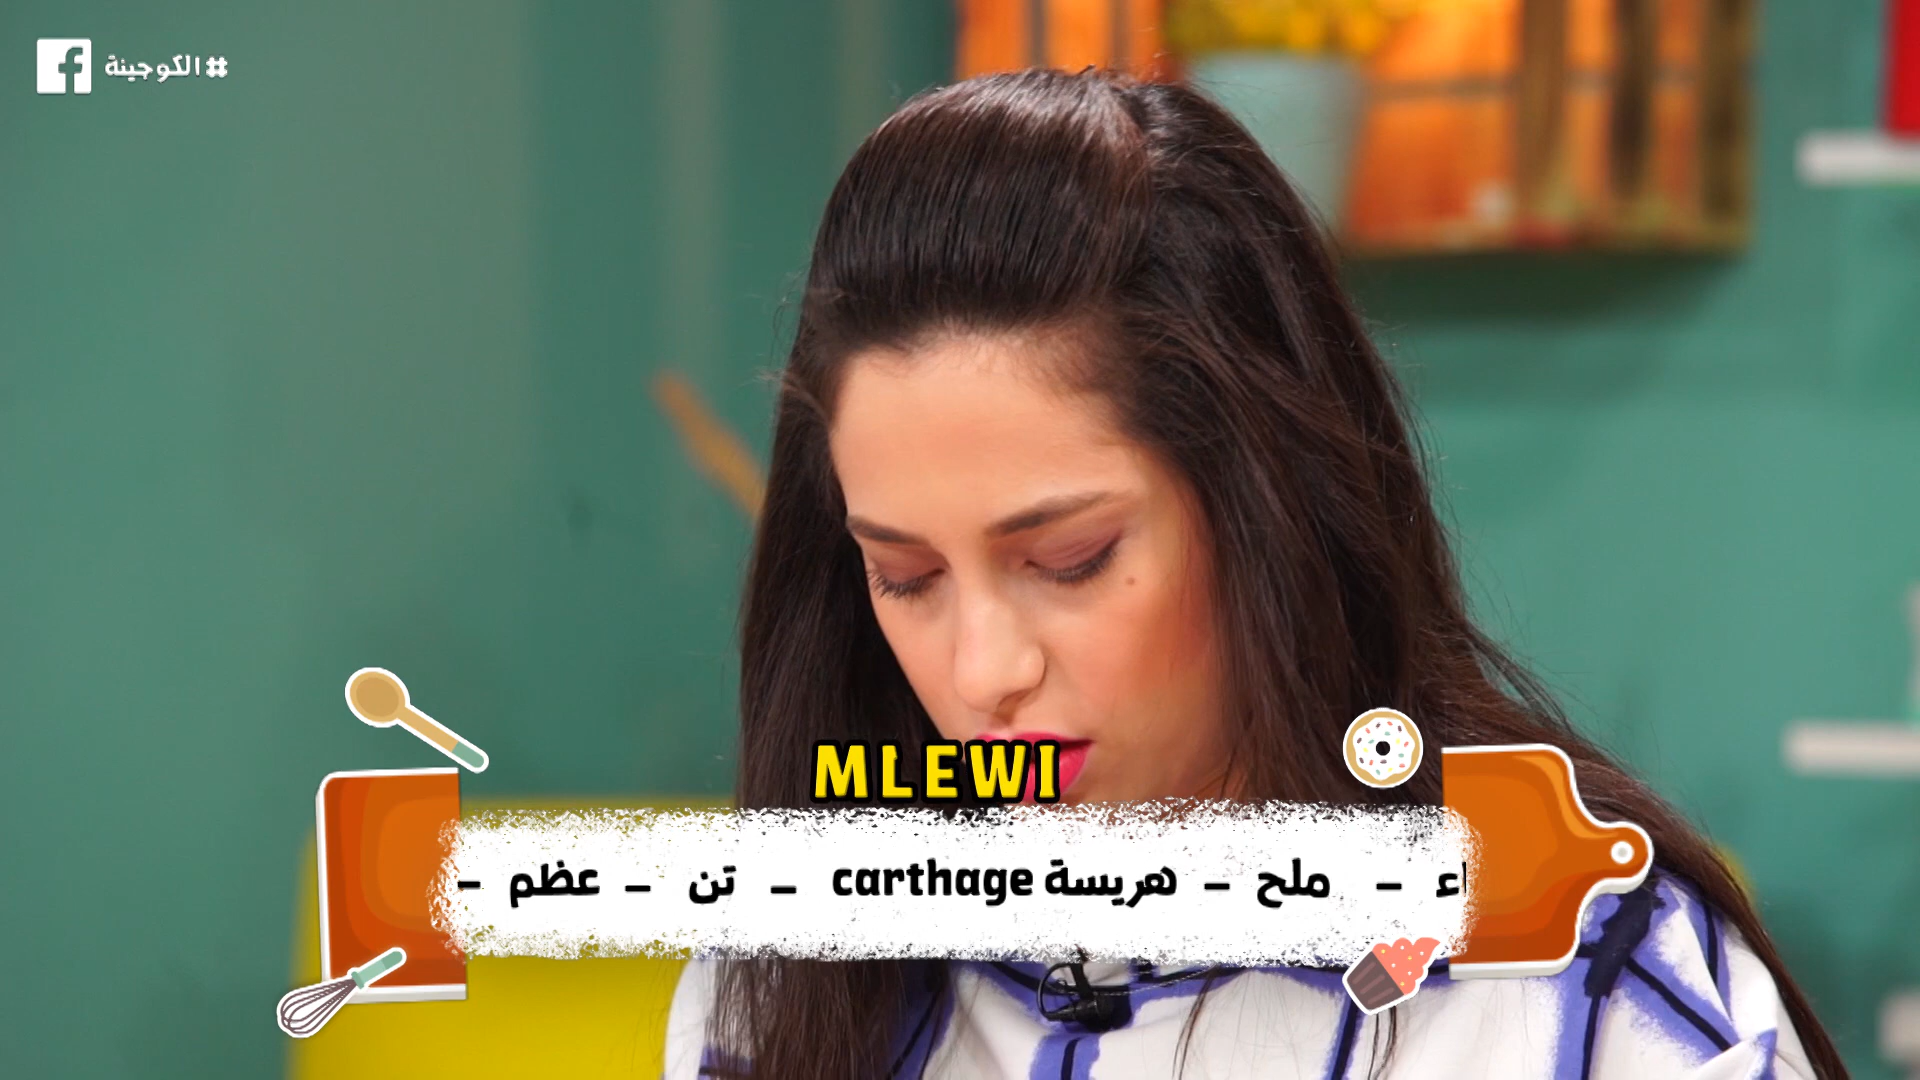 #الكوجينة
MLEWI
– ملح – هريسة carthage – تن – عظم –